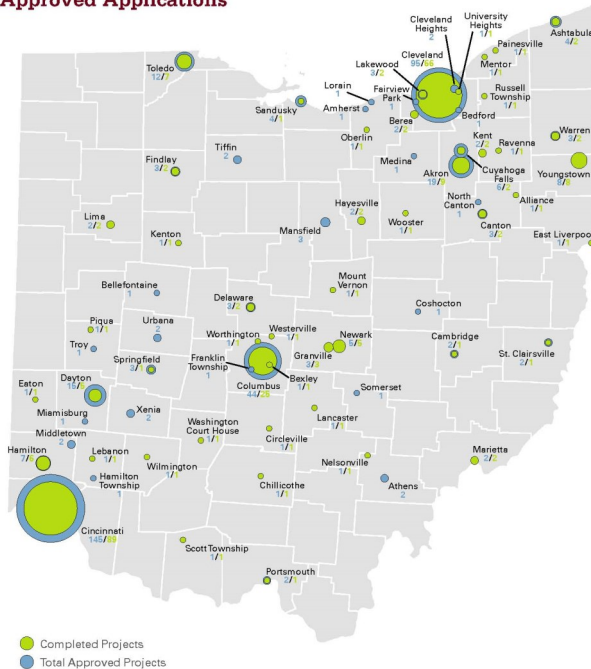 Approved Applications
Cleveland
Heights
2
University
Heights
1/1
Ashtabula
4/2
Painesville
1/1
Cleveland
95/66
Mentor
1/1
Lakewood
3/2
Toledo
12/7
Lorain
1
Fairview
Park
1
Russell
Township
1/1
Sandusky
4/1
Amherst
1
Bedford
1
Berea
2/2
Oberlin
1/1
Kent
2/2
Ravenna
1/1
Warren
3/2
Tiffin
2
Findlay
3/2
Medina
1
Akron
19/9
Cuyahoga
Falls
6/2
Youngstown
8/8
North
Canton
1
Alliance
1/1
Hayesville
2/2
Lima
2/2
Wooster
1/1
Canton
3/2
Kenton
1/1
Mansfield
3
East Liverpoo
1/1
Mount
Vernon
1/1
Bellefontaine
1
Delaware
3/2
Coshocton
1
Piqua
1/1
Urbana
2
Westerville
1/1
Worthington
1/1
Newark
5/5
Cambridge
2/1
Troy
1
Franklin
Township
1
Granville
3/3
St. Clairsville
2/1
Springfield
3/1
Bexley
1/1
Eaton
1/1
Dayton
15/6
Columbus
44/25
Somerset
1
Miamisburg
1
Xenia
2
Washington
Court House
1/1
Lancaster
1/1
Middletown
2
Circleville
1/1
Hamilton
Lebanon
1/1
Wilmington
1/1
Nelsonville
1/1
Marietta
2/2
Hamilton
Township
1
Chillicothe
1/1
Athens
2
Cincinnati
Scott Township
1/1
Portsmouth
2/1
Completed Projects
Total Approved Projects